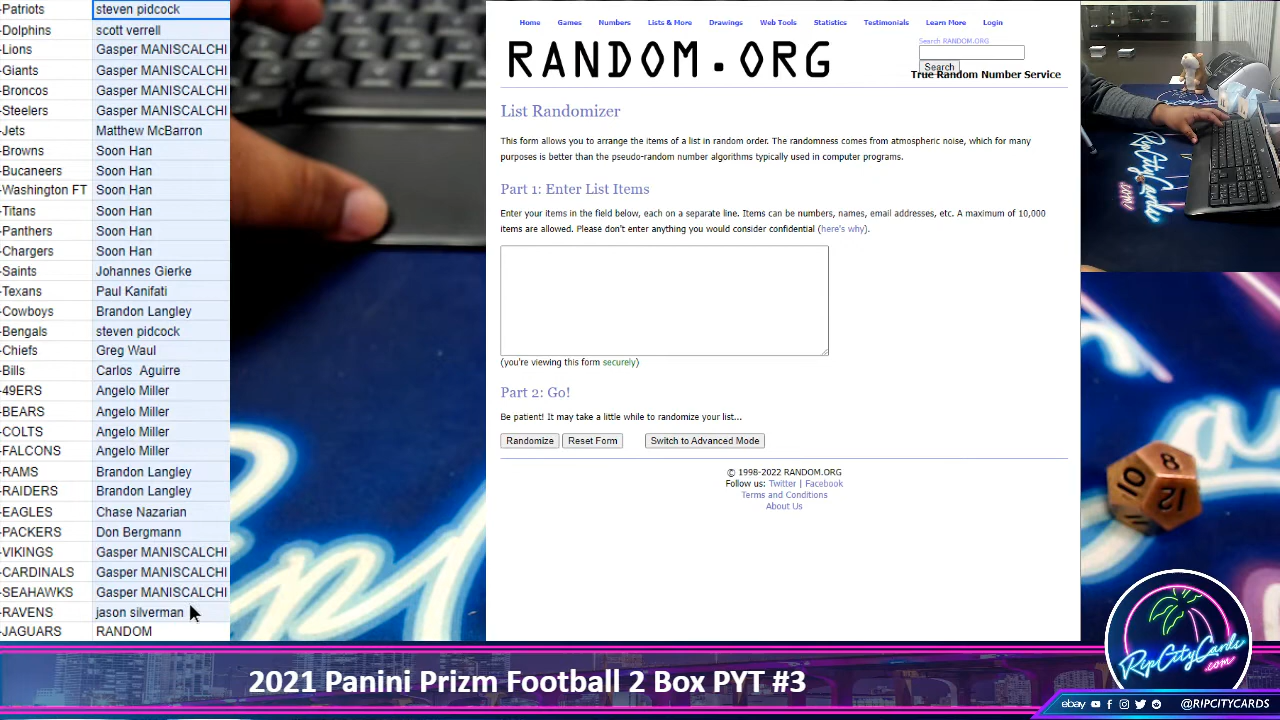 -Patriots steven pidcock
-Dolphins scott verrell
-Lions Gasper MANISCALCHI
-Giants Gasper MANISCALCHI
-Broncos Gasper MANISCALCHI
-Steelers Gasper MANISCALCHI
-Jets Matthew McBarron
-Browns Soon Han
-Bucaneers Soon Han
-Washington FT Soon Han
-Titans Soon Han
-Panthers Soon Han
-Chargers Soon Han
-Saints Johannes Gierke
-Texans Paul Kanifati
-Cowboys Brandon Langley
-Bengals steven pidcock
-Chiefs Greg Waul
-Bills Carlos Aguirre
-49ERS Angelo Miller
-BEARS Angelo Miller
-COLTS Angelo Miller
-FALCONS Angelo Miller
-RAMS Brandon Langley
-RAIDERS Brandon Langley
-EAGLES Chase Nazarian
-PACKERS Don Bergmann
-VIKINGS Gasper MANISCALCHI
-CARDINALS Gasper MANISCALCHI
-SEAHAWKS Gasper MANISCALCHI
-RAVENS jason silverman
-JAGUARS RANDOM
Home Games Numbers Lists & More Drawings Web Tools Statistics Testimonials Learn More Login
RANDOM.ORG
Search RANDOM.ORG
Search
True Random Number Service
List Randomizer
This form allows you to arrange the items of a list in random order. The randomness comes from atmospheric noise, which for many
purposes is better than the pseudo-random number algorithms typically used in computer programs.
Part 1: Enter List Items
Enter your items in the field below, each on a separate line. Items can be numbers, names, email addresses, etc. A maximum of 10,000
items are allowed. Please don't enter anything you would consider confidential (here's why).
(you're viewing this form securely)
Part 2: Go!
Be patient! It may take a little while to randomize your list...
Randomize Reset Form Switch to Advanced Mode
© 1998-2022 RANDOM.ORG
Follow us: Twitter | Facebook
Terms and Conditions
About Us
RipCityCards
.com
8
10
12
RipCityCards
.com
2021 Panini Prizm Football 2 Box PYT #3
ebay @RIPCITYCARDS